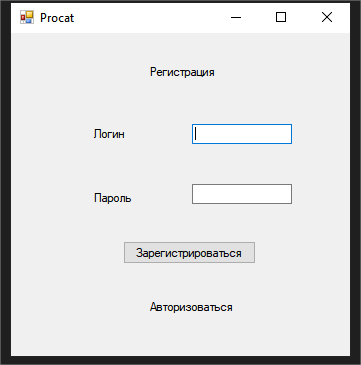 Procat
Регистрация
Логин
Пароль
Зарегистрироваться
Авторизоваться